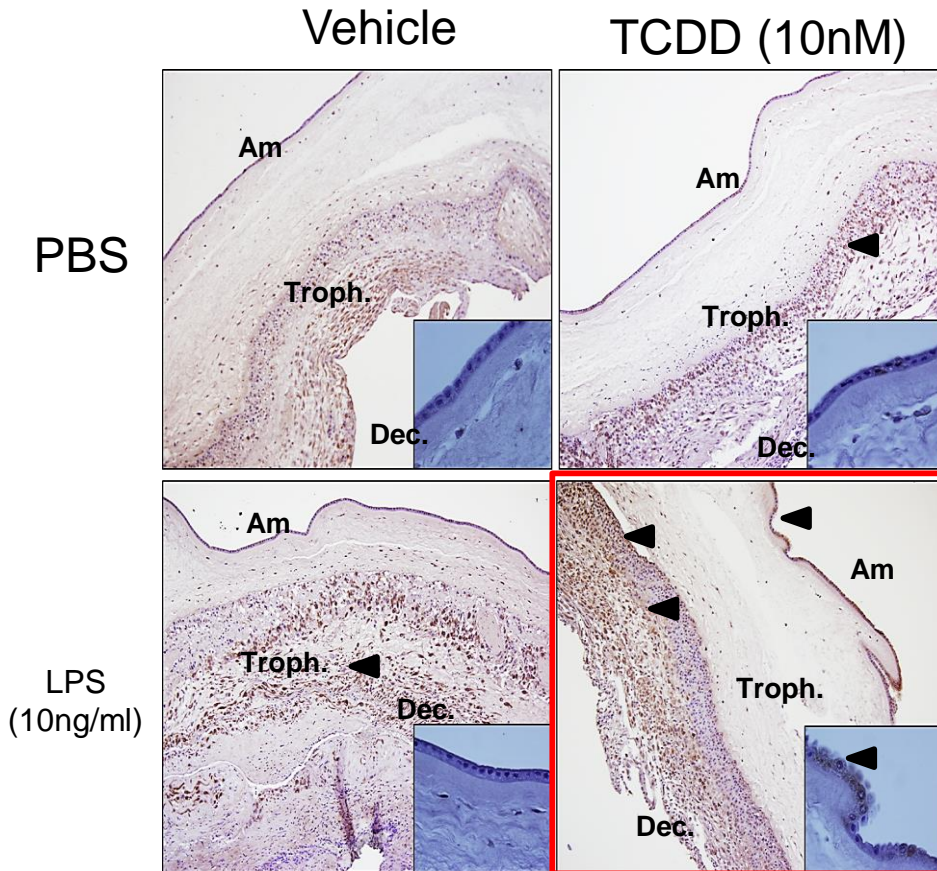 Vehicle
TCDD (10nM)
PBS
Am
Troph.
Dec.
Am
Troph.
Dec.
LPS
(10ng/ml)
Am
Troph.
Dec.
Am
Troph.
Dec.